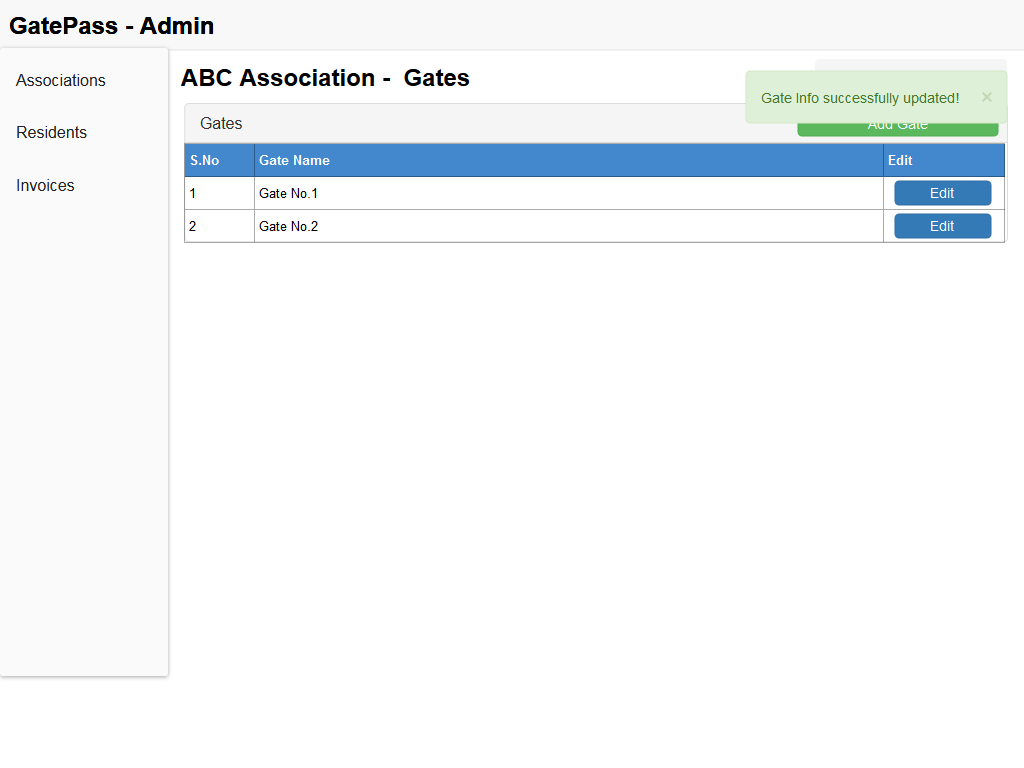 GatePass - Admin
Associations
Residents
Invoices
ABC Association -  Gates
Gate Info successfully updated! ×
Gates
Add Gate
S.No Gate Name Edit
1 Gate No.1 Edit
2 Gate No.2 Edit